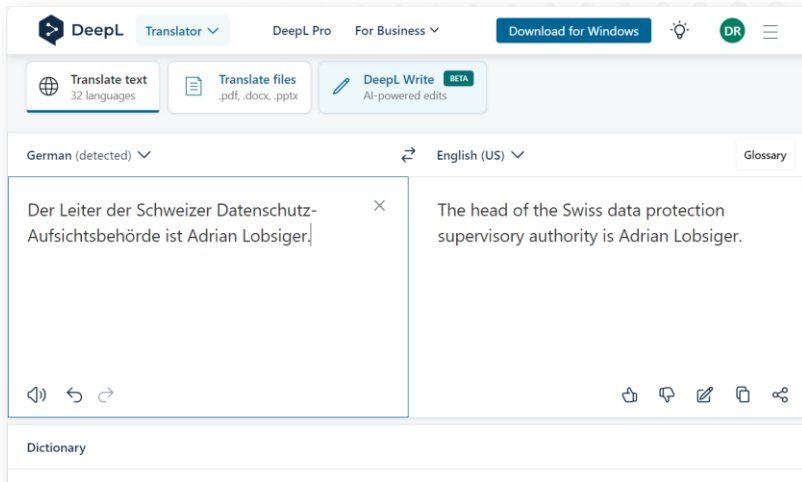 DeepL Translator DeepL Pro For Business Download for Windows DR
Translate text
32 languages
Translate files
.pdf, .docx, .pptx
DeepL Write BETA
AI-powered edits
German (detected) English (US) Glossary
Der Leiter der Schweizer Datenschutz-
Aufsichtsbehörde ist Adrian Lobsiger.
The head of the Swiss data protection
supervisory authority is Adrian Lobsiger.
Dictionary